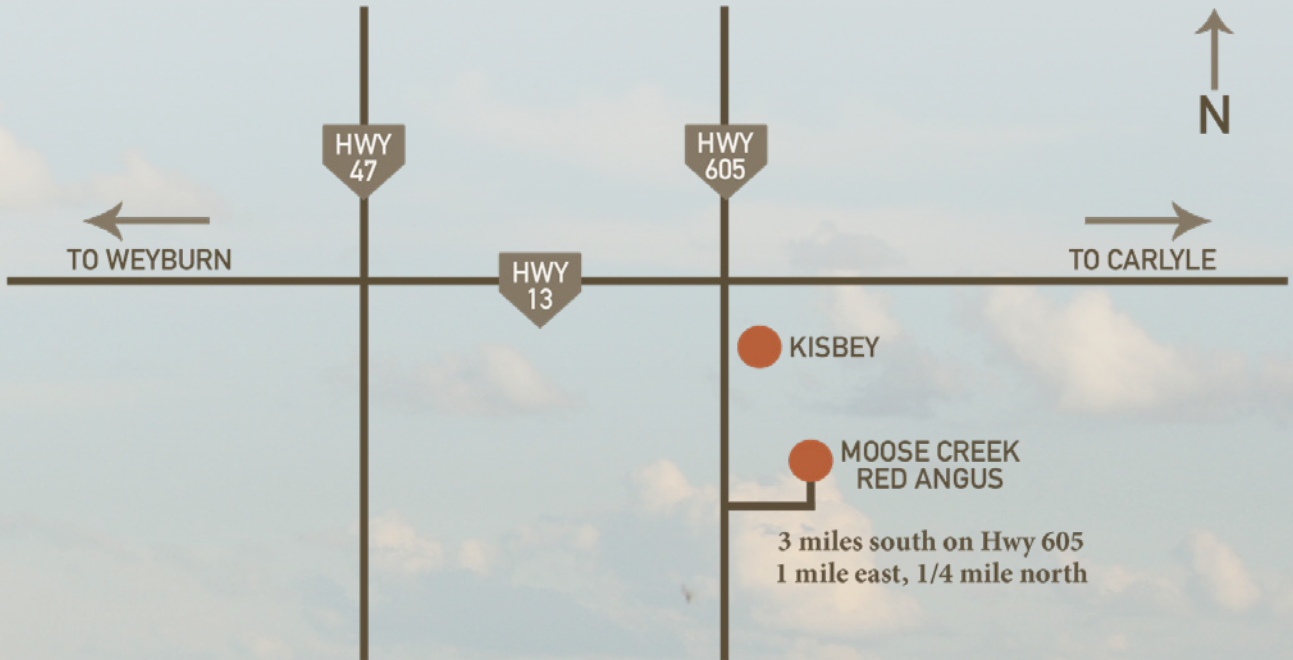 N
HWY
47
HWY
605
TO WEYBURN
TO CARLYLE
HWY
13
KISBEY
MOOSE CREEK
RED ANGUS
3 miles south on Hwy 605
1 mile east, 1/4 mile north